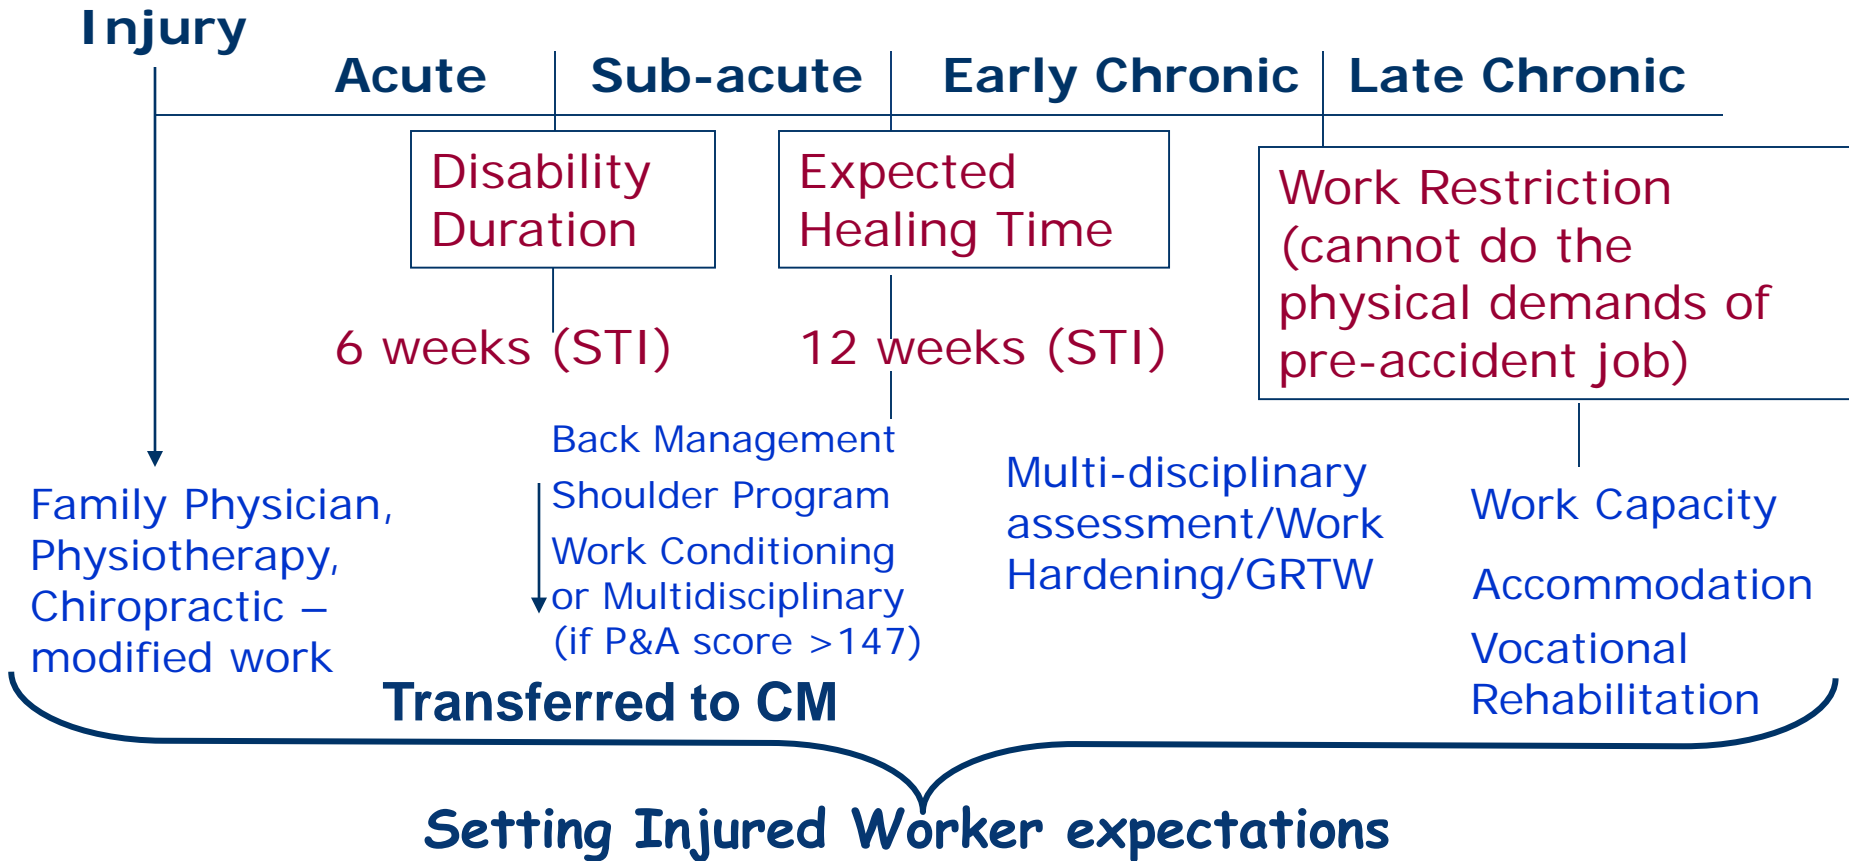 Injury
Acute
Sub-acute
Early Chronic
Late Chronic
Disability
Duration
Expected
Healing Time
Work Restriction
(cannot do the
physical demands of
pre-accident job)
6 weeks (STI)
12 weeks (STI)
Family Physician,
Physiotherapy,
Chiropractic –
modified work
Back Management
Shoulder Program
Work Conditioning
or Multidisciplinary
(if P&A score >147)
Multi-disciplinary
assessment/Work
Hardening/GRTW
Work Capacity
Accommodation
Vocational
Rehabilitation
Transferred to CM
Setting Injured Worker expectations